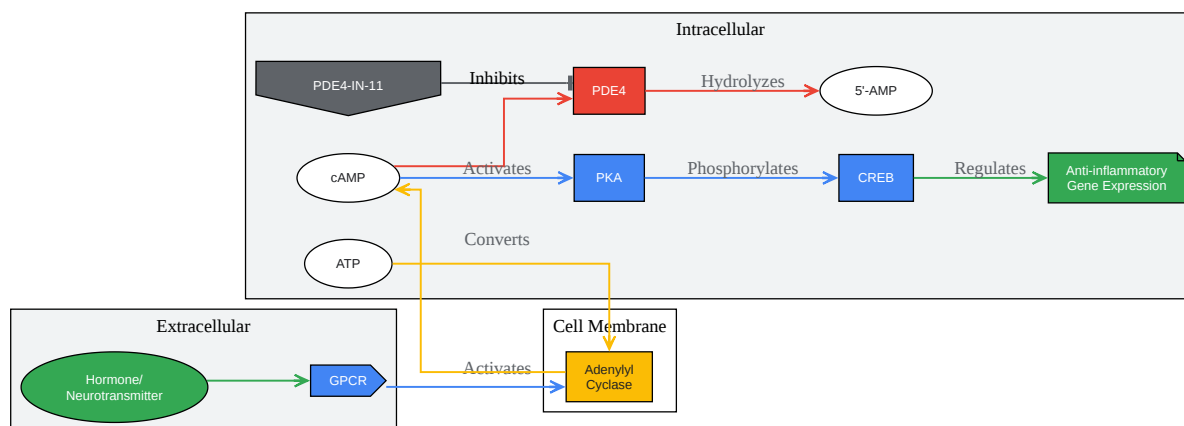 Intracellular
PDE4-IN-11
Inhibits
PDE4
Hydrolyzes
5'-AMP
cAMP
Activates
PKA
Phosphorylates
CREB
Regulates
Anti-inflammatory
Gene Expression
Converts
ATP
Extracellular
Cell Membrane
Hormone/
Neurotransmitter
GPCR
Activates
Adenylyl
Cyclase